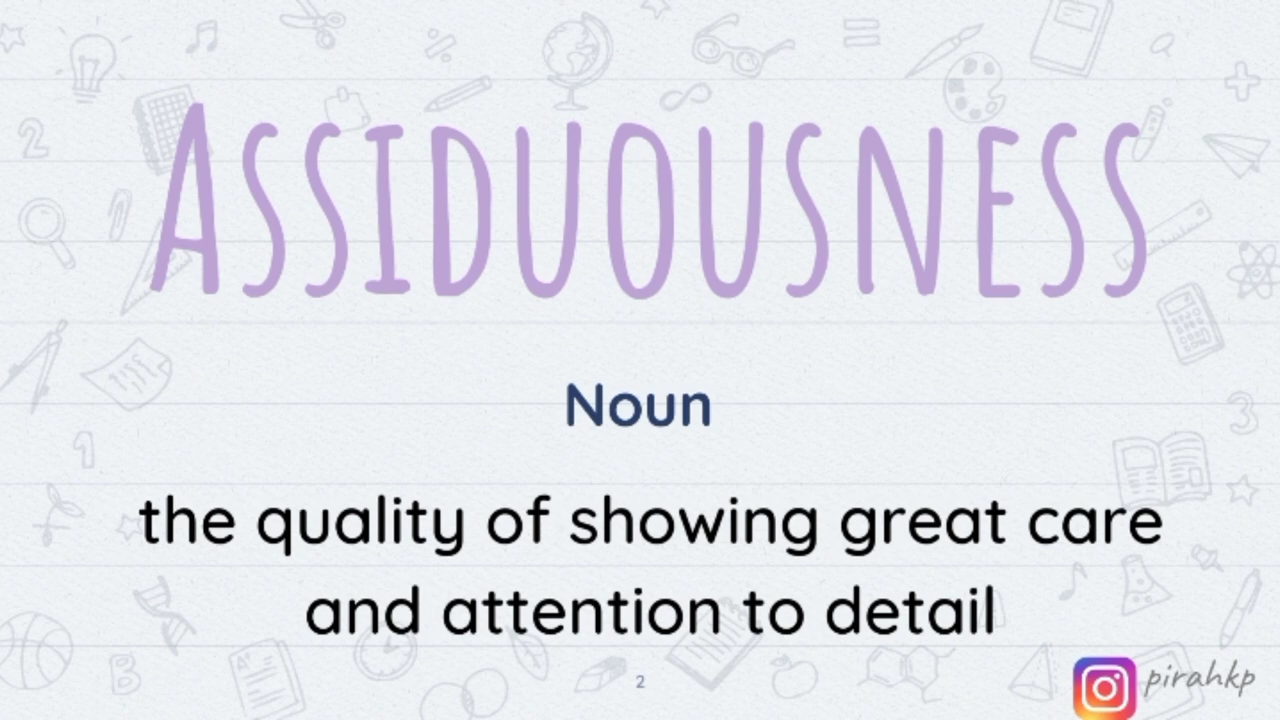 Assiduousness
Noun
the quality of showing great care
and attention to detail
2
pirahkp